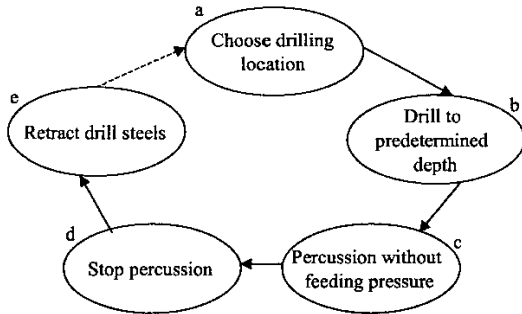 a
Choose drilling
location
b
Drill to
predetermined
depth
c
Percussion without
feeding pressure
d
Stop percussion
e
Retract drill steels